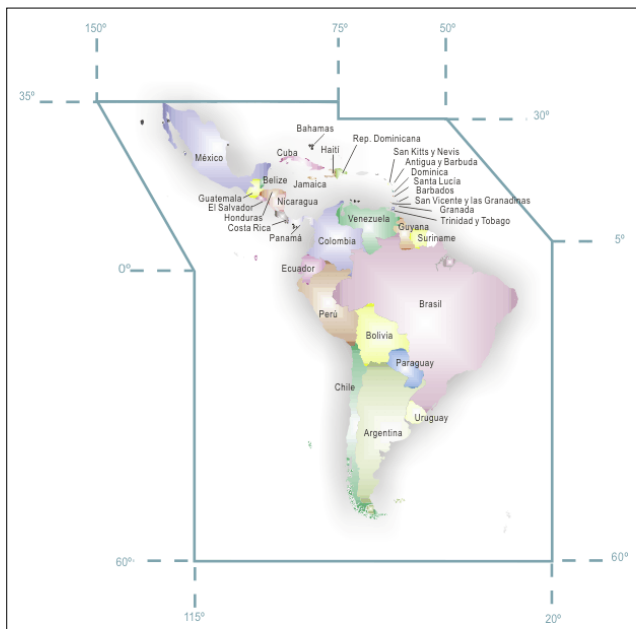 150º
75º
50º
35º
30º
Bahamas
Rep. Dominicana
Cuba
Haití
San Kitts y Nevis
México
Antigua y Barbuda
Belize
Jamaica
Dominica
Santa Lucía
Guatemala
Nicaragua
Barbados
El Salvador
San Vicente y las Granadinas
Honduras
Granada
Costa Rica
Venezuela
Trinidad y Tobago
Panamá
Guyana
Colombia
Suriname
5º
0º
Ecuador
Brasil
Perú
Bolivia
Paraguay
Chile
Uruguay
Argentina
60º
60º
115º
20º